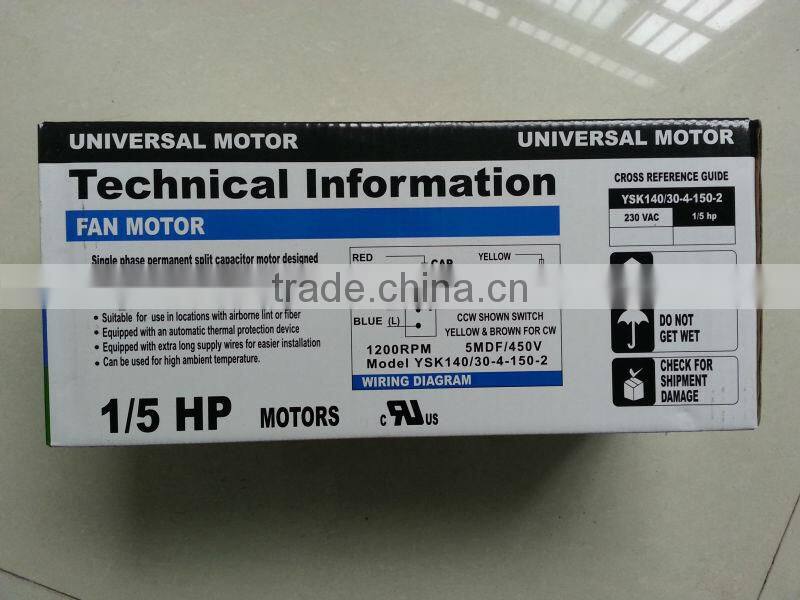 UNIVERSAL MOTOR
UNIVERSAL MOTOR
Technical Information
FAN MOTOR
Single phase permanent split capacitor motor designed
• Suitable for use in locations with airborne lint or fiber
• Equipped with an automatic thermal protection device
• Equipped with extra long supply wires for easier installation
• Can be used for high ambient temperature.
1/5 HP MOTORS
c RU US
RED
CAP
YELLOW
BLUE (L)
CCW SHOWN SWITCH
YELLOW & BROWN FOR CW
1200RPM 5MDF/450V
Model YSK140/30-4-150-2
WIRING DIAGRAM
CROSS REFERENCE GUIDE
YSK140/30-4-150-2
230 VAC 1/5 hp
DO NOT
GET WET
CHECK FOR
SHIPMENT
DAMAGE
trade.china.cn